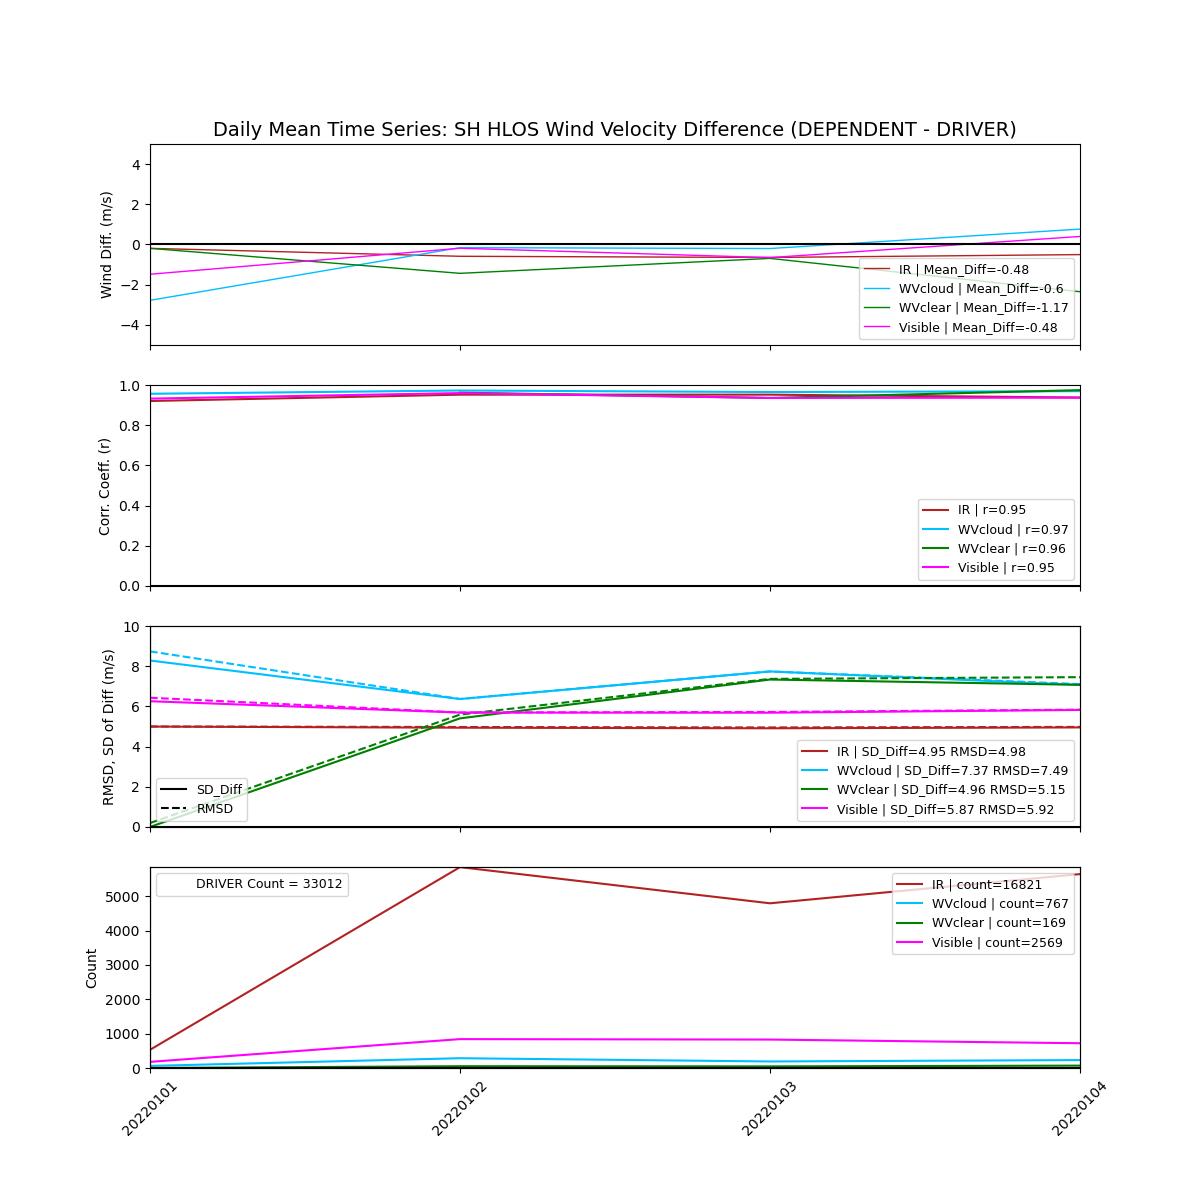 Daily Mean Time Series: SH HLOS Wind Velocity Difference (DEPENDENT - DRIVER)
Wind Diff. (m/s)
4
2
0
−2
−4
IR | Mean_Diff=-0.48
WVcloud | Mean_Diff=-0.6
WVclear | Mean_Diff=-1.17
Visible | Mean_Diff=-0.48
Corr. Coeff. (r)
1.0
0.8
0.6
0.4
0.2
0.0
IR | r=0.95
WVcloud | r=0.97
WVclear | r=0.96
Visible | r=0.95
RMSD, SD of Diff (m/s)
10
8
6
4
2
0
SD_Diff
RMSD
IR | SD_Diff=4.95 RMSD=4.98
WVcloud | SD_Diff=7.37 RMSD=7.49
WVclear | SD_Diff=4.96 RMSD=5.15
Visible | SD_Diff=5.87 RMSD=5.92
Count
5000
4000
3000
2000
1000
0
DRIVER Count = 33012
IR | count=16821
WVcloud | count=767
WVclear | count=169
Visible | count=2569
20220101
20220102
20220103
20220104